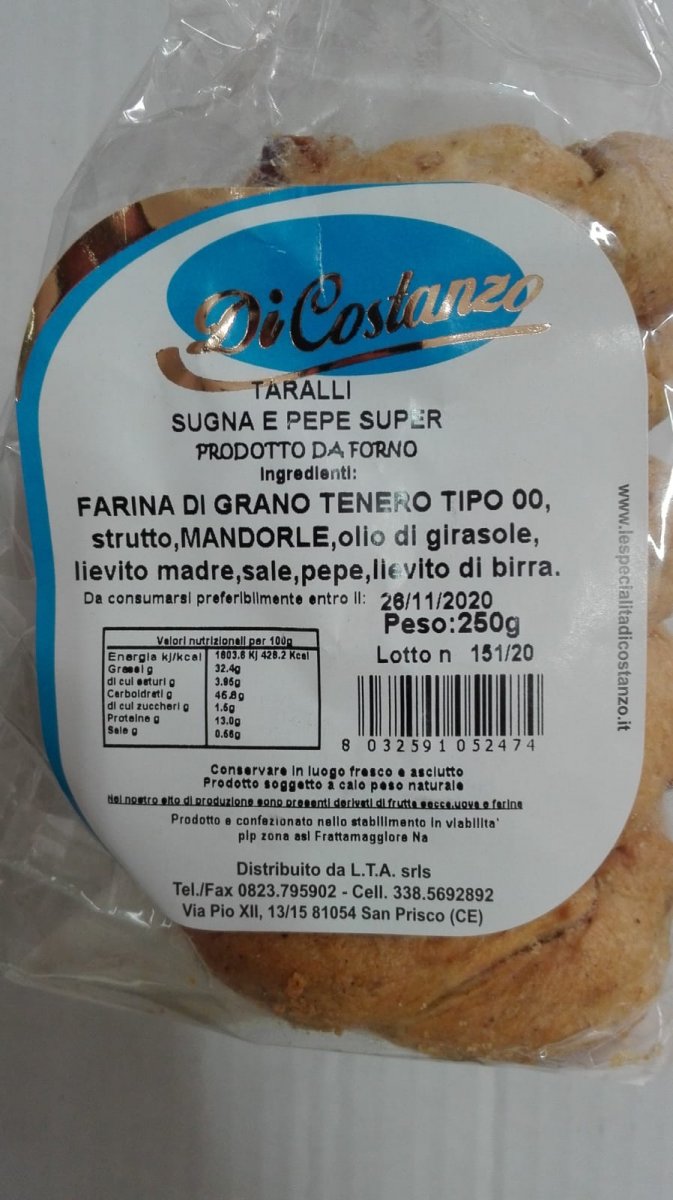 Di Costanzo
TARALLI
SUGNA E PEPE SUPER
PRODOTTO DA FORNO
Ingredienti:
FARINA DI GRANO TENERO TIPO 00,
strutto,MANDORLE,olio di girasole,
lievito madre,sale,pepe,lievito di birra.
Da consumarsi preferibilmente entro il: 26/11/2020
Peso:250g
Lotto n 151/20
Valori nutrizionali per 100g
Energia kj/kcal 1803.8 Kj 428.2 Kcal
Grassi g 32.4g
di cui saturi g 3.95g
Carboidrati g 46.8g
di cui zuccheri g 1.5g
Proteine g 13.0g
Sale g 0.56g
8 032591 052474
Conservare in luogo fresco e asciutto
Prodotto soggetto a calo peso naturale
Nel nostro sito di produzione sono presenti derivati di frutta secca,uova e farine
Prodotto e confezionato nello stabilimento in viabilita'
pip zona asi Frattamaggiore Na
Distribuito da L.T.A. srls
Tel./Fax 0823.795902 - Cell. 338.5692892
Via Pio XII, 13/15 81054 San Prisco (CE)
www.lespecialitadicostanzo.it